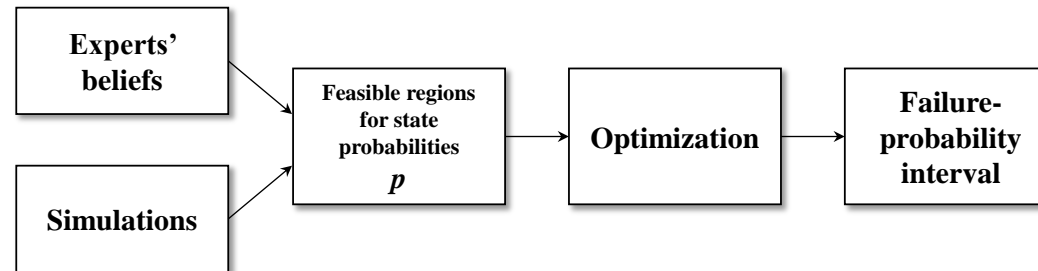 Experts’
beliefs
Simulations
Feasible regions
for state
probabilities
p
Optimization
Failure-
probability
interval